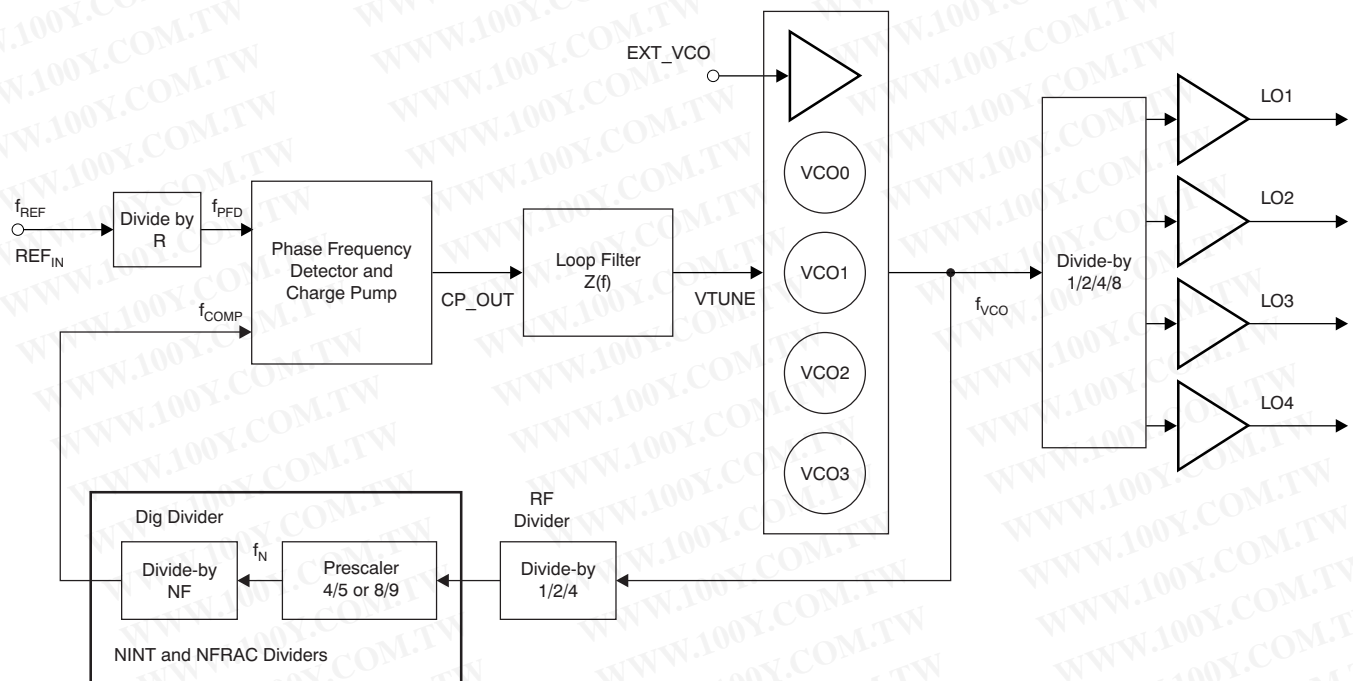 EXT_VCO
LO1
VCO0
LO2
f_REF
Divide by
R
f_PFD
REF_IN
Phase Frequency
Detector and
Charge Pump
f_COMP
CP_OUT
Loop Filter
Z(f)
VTUNE
VCO1
f_VCO
Divide-by
1/2/4/8
LO3
VCO2
LO4
VCO3
RF
Divider
Dig Divider
Divide-by
NF
f_N
Prescaler
4/5 or 8/9
Divide-by
1/2/4
NINT and NFRAC Dividers
WWW.100Y.COM.TW